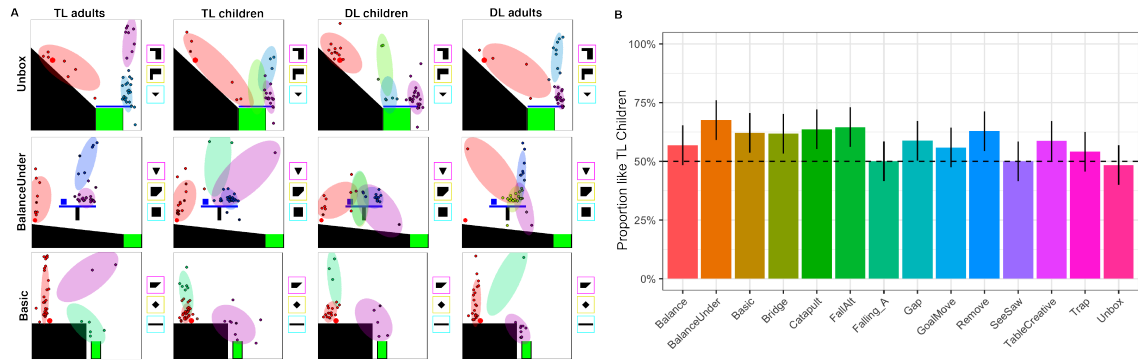 A
TL adults
TL children
DL children
DL adults
Unbox
BalanceUnder
Basic
B
Proportion like TL Children
100%
75%
50%
25%
0%
Balance
BalanceUnder
Basic
Bridge
Catapult
FallAlt
Falling_A
Gap
GoalMove
Remove
SeeSaw
TableCreative
Trap
Unbox